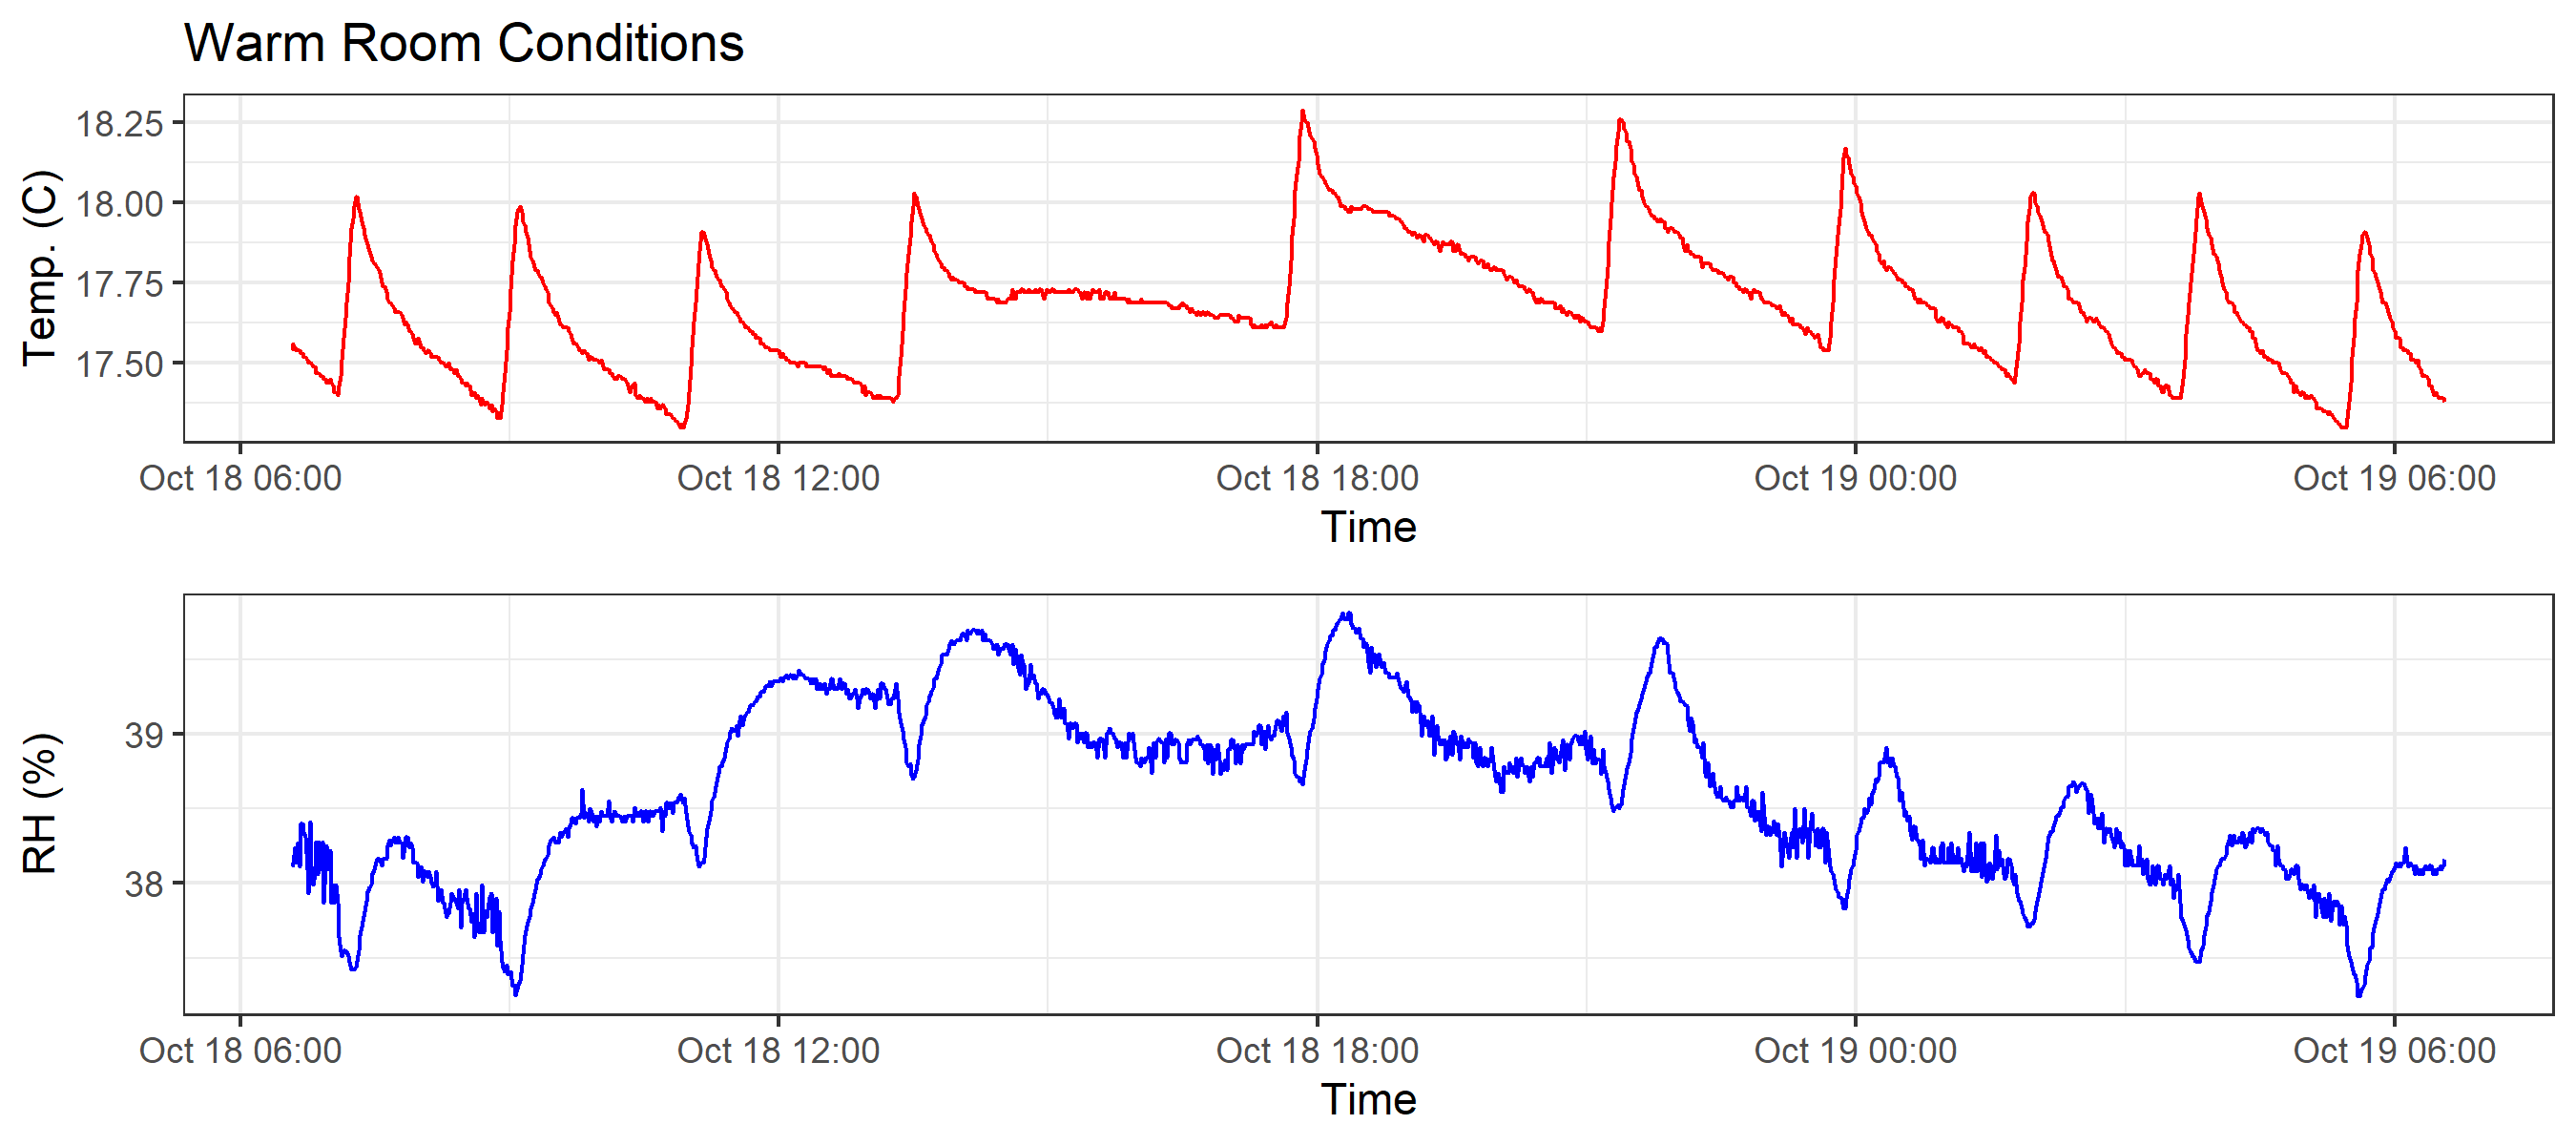 Warm Room Conditions
Temp. (C)
18.25
18.00
17.75
17.50
Oct 18 06:00 Oct 18 12:00 Oct 18 18:00 Oct 19 00:00 Oct 19 06:00
Time
RH (%)
39
38
Oct 18 06:00 Oct 18 12:00 Oct 18 18:00 Oct 19 00:00 Oct 19 06:00
Time